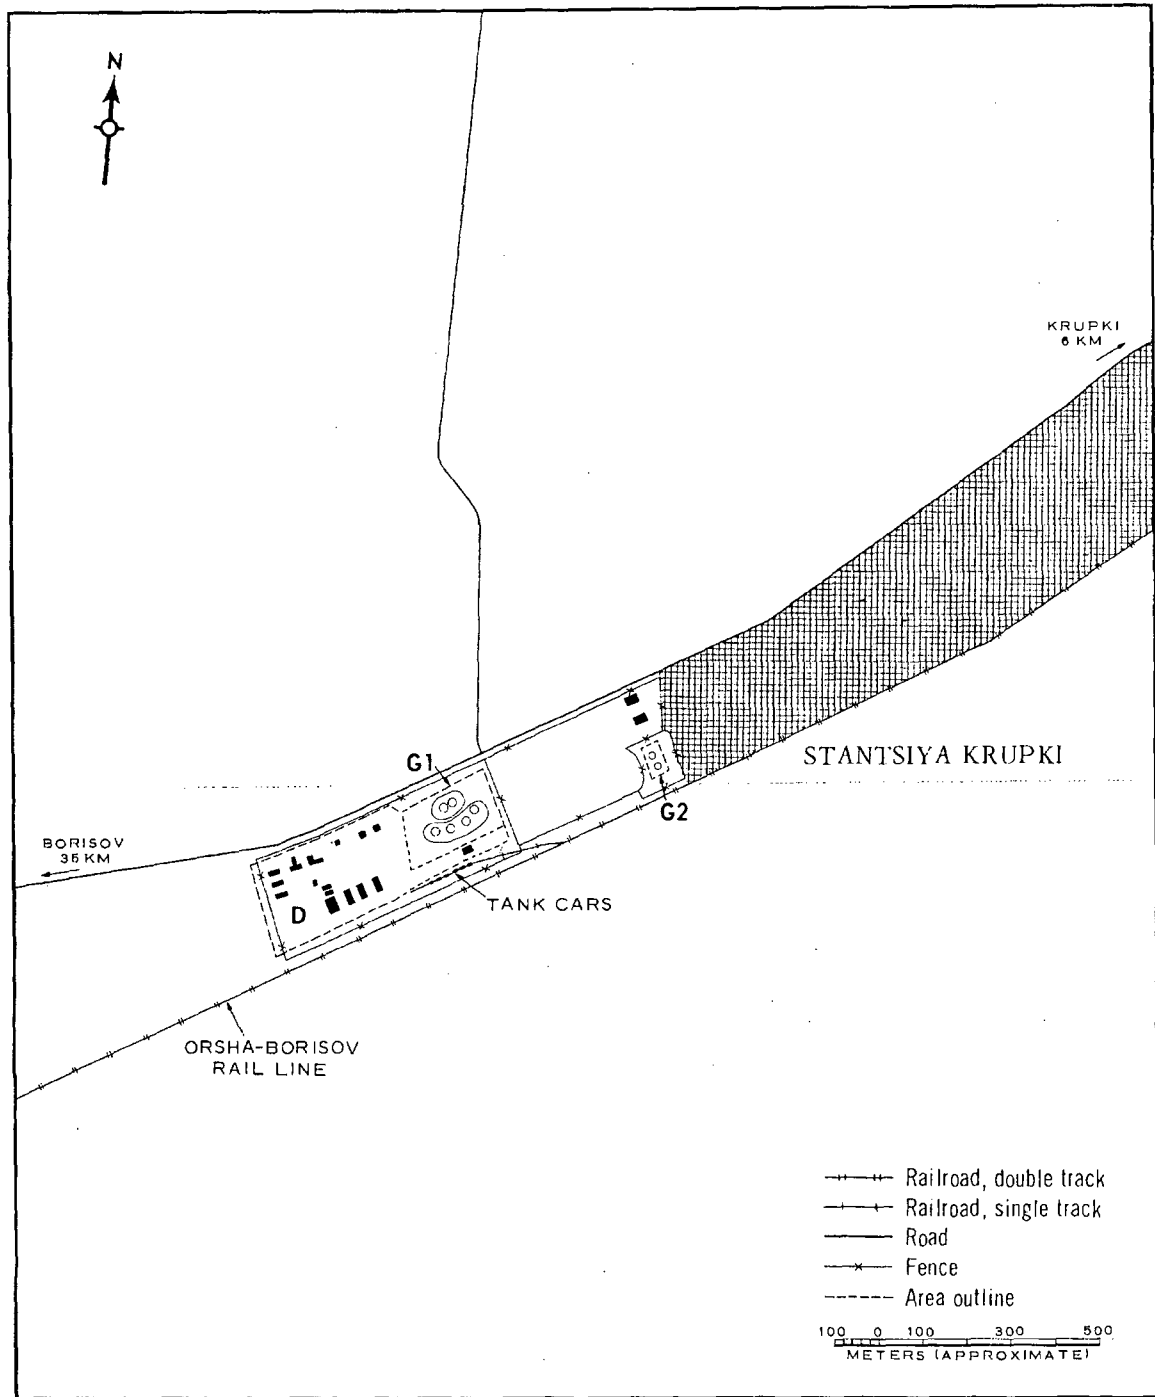 N
KRUPKI
6 KM
G1
STANTSIYA KRUPKI
G2
BORISOV
35 KM
D
TANK CARS
ORSHA-BORISOV
RAIL LINE
Railroad, double track
Railroad, single track
Road
Fence
Area outline
100 0 100 300 500
METERS (APPROXIMATE)